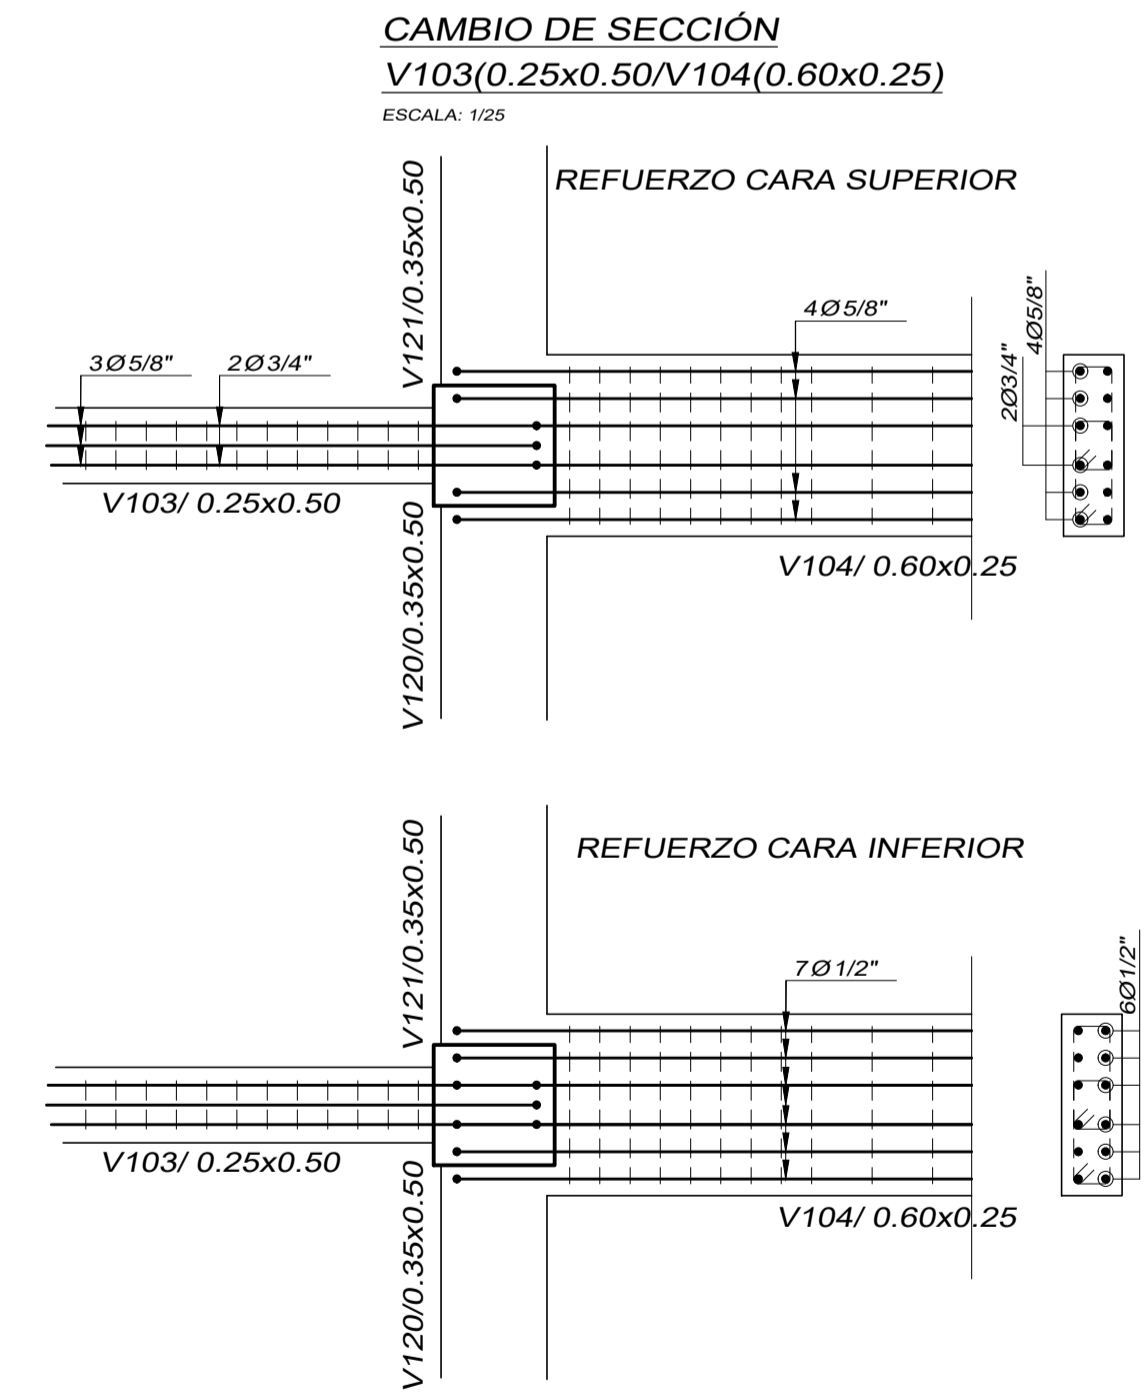 CAMBIO DE SECCIÓN
V103(0.25x0.50/V104(0.60x0.25)
ESCALA: 1/25
REFUERZO CARA SUPERIOR
V121/0.35x0.50
4Ø5/8"
4Ø5/8"
2Ø3/4"
3Ø5/8"
2Ø3/4"
V103/ 0.25x0.50
V120/0.35x0.50
V104/ 0.60x0.25
REFUERZO CARA INFERIOR
V121/0.35x0.50
7Ø1/2"
6Ø1/2"
V103/ 0.25x0.50
V120/0.35x0.50
V104/ 0.60x0.25